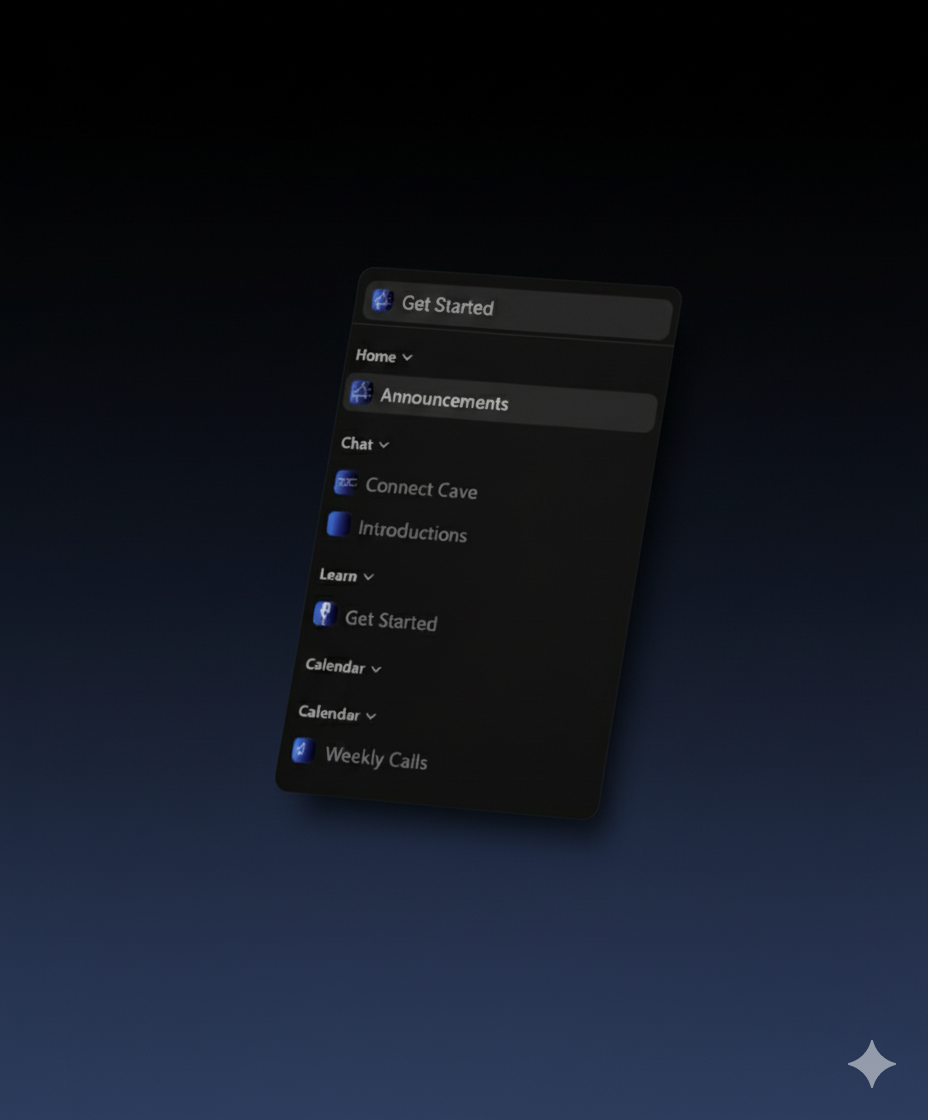 Get Started
Home
Announcements
Chat
Connect Cave
Introductions
Learn
Get Started
Calendar
Calendar
Weekly Calls